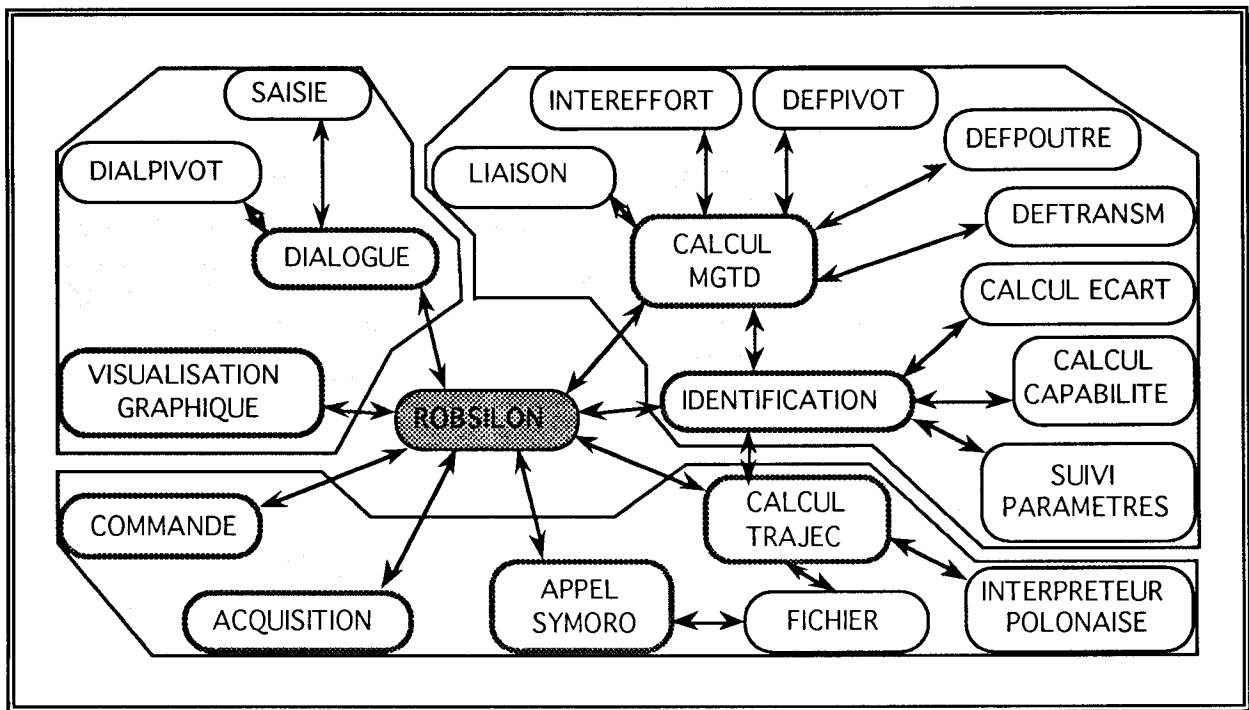 SAISIE
INTEREFFORT
DEFPIVOT
DEFPOUTRE
DIALPIVOT
LIAISON
DEFTRANSM
DIALOGUE
CALCUL
MGTD
CALCUL ECART
VISUALISATION
GRAPHIQUE
ROBSILON
IDENTIFICATION
CALCUL
CAPABILITE
SUIVI
PARAMETRES
COMMANDE
CALCUL
TRAJEC
ACQUISITION
APPEL
SYMORO
FICHIER
INTERPRETEUR
POLONAISE